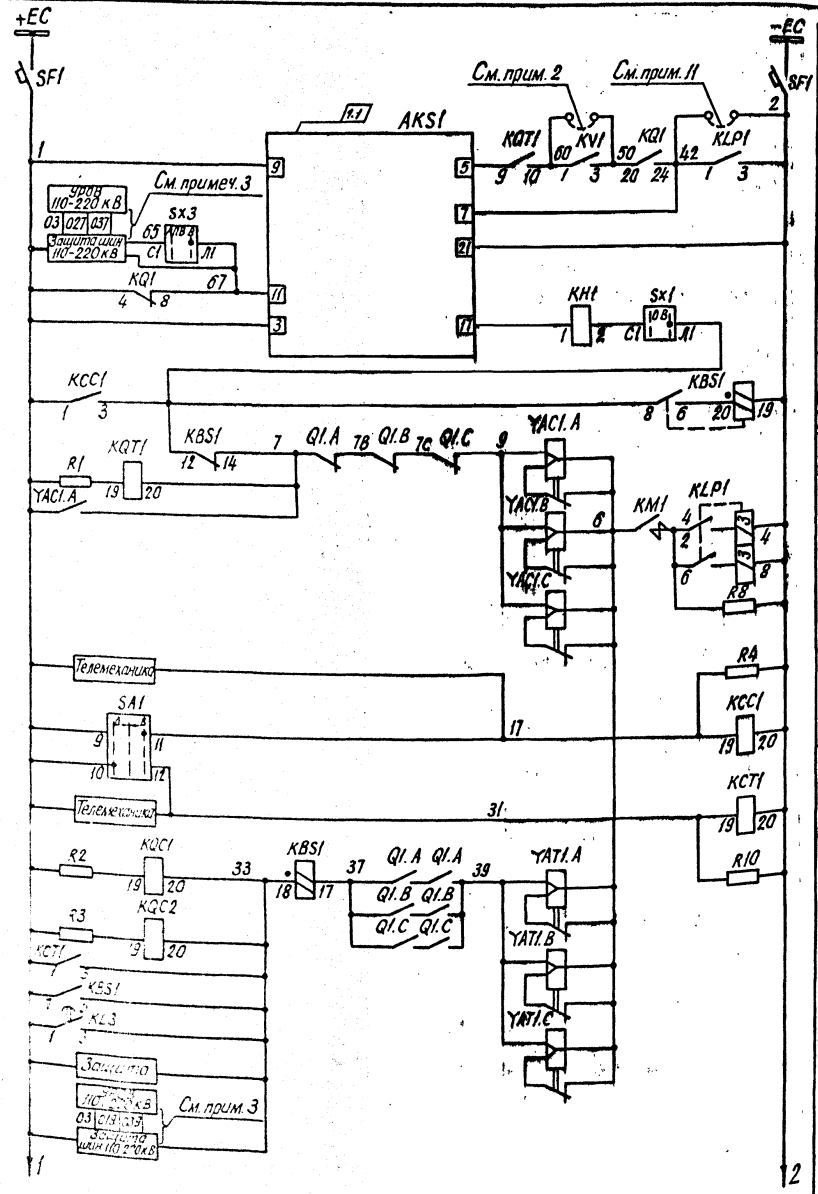 +EC
-EC
SF1
SF1
См. прим. 2
См. прим. 11
2
1.1
AKS1
1
9
5
KQT1
9 10
60
KV1
1 3
50
KQ1
20 24
42
KLP1
1 3
УРОВ
110-220 кВ
См. примеч. 3
03 027 037
Защита шин
110-220 кВ
65
SX3
ПВ
C1
Л1
7
21
KQ1
4 8
67
11
3
17
KH1
1 2
SX1
О В
C1
Л1
KCC1
1 3
KBS1
8 6
20
19
KBS1
12 14
7
Q1.A
7B
Q1.B
7C
Q1.C
9
YAC1.A
R1
KQT1
19 20
YAC1.A
YAC1.B
YAC1.C
6
KM1
KLP1
4
2
6
3
4
3
8
R8
Телемеханика
R4
SA1
9
11
10
12
17
KCC1
19 20
Телемеханика
31
KCT1
19 20
R10
R2
KQC1
19 20
33
KBS1
18 17
37
Q1.A Q1.A
Q1.B Q1.B
Q1.C Q1.C
39
YAT1.A
YAT1.B
YAT1.C
R3
KQC2
19 20
KCT1
1 3
KBS1
KL3
1 3
Защита
110-220 кВ
См. прим. 3
03 019 039
Защита
шин 110-220 кВ
1
2